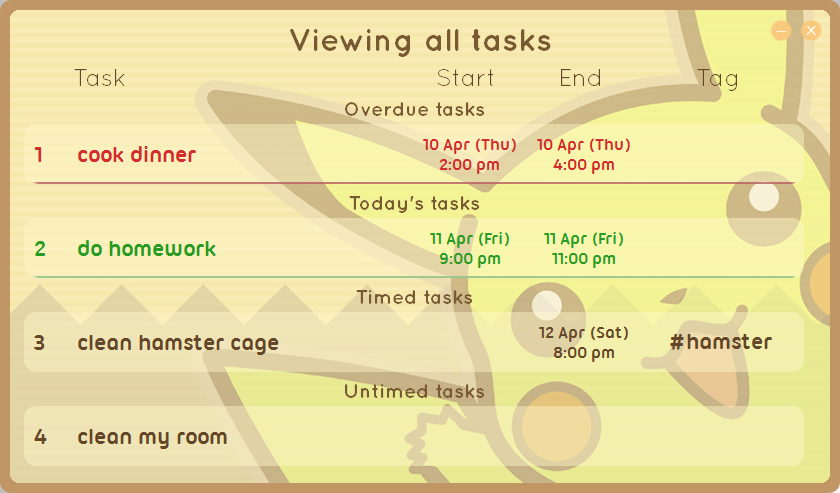 Viewing all tasks
Task Start End Tag
Overdue tasks
1 cook dinner 10 Apr (Thu) 10 Apr (Thu)
2:00 pm 4:00 pm
Today's tasks
2 do homework 11 Apr (Fri) 11 Apr (Fri)
9:00 pm 11:00 pm
Timed tasks
3 clean hamster cage 12 Apr (Sat) #hamster
8:00 pm
Untimed tasks
4 clean my room